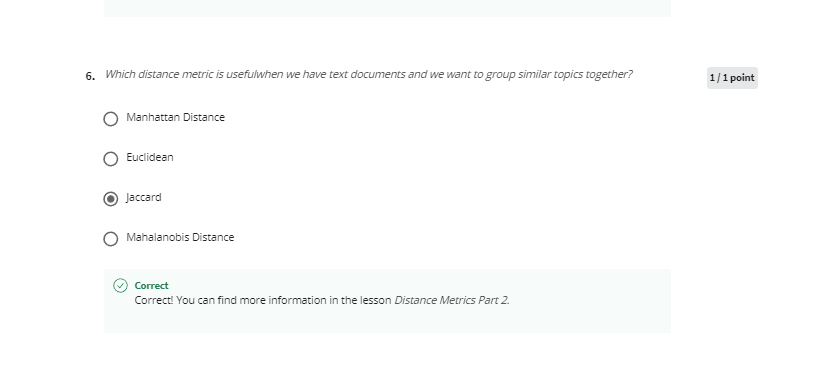 6. Which distance metric is usefulwhen we have text documents and we want to group similar topics together?
1 / 1 point
Manhattan Distance
Euclidean
Jaccard
Mahalanobis Distance
Correct
Correct! You can find more information in the lesson Distance Metrics Part 2.